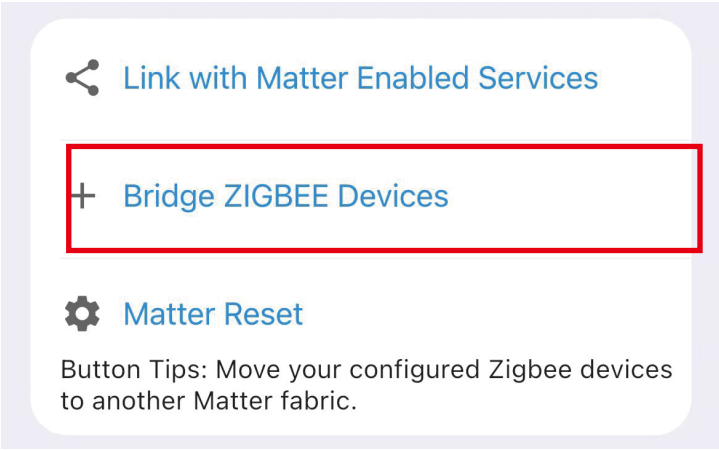 Link with Matter Enabled Services
Bridge ZIGBEE Devices
Matter Reset
Button Tips: Move your configured Zigbee devices
to another Matter fabric.